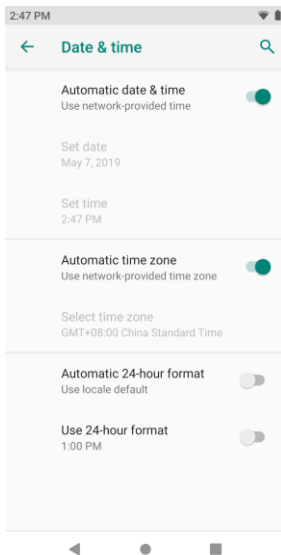 2:47 PM
Date & time
Automatic date & time
Use network-provided time
Set date
May 7, 2019
Set time
2:47 PM
Automatic time zone
Use network-provided time zone
Select time zone
GMT+08:00 China Standard Time
Automatic 24-hour format
Use locale default
Use 24-hour format
1:00 PM